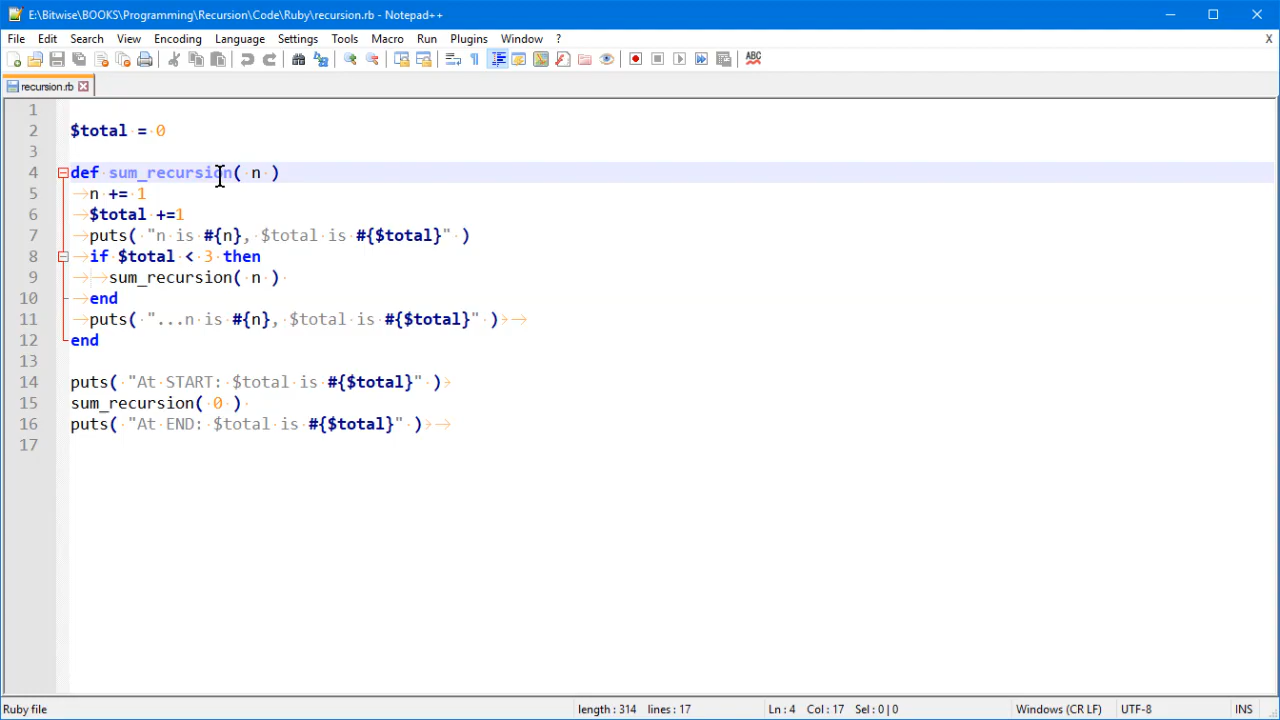 E:\Bitwise\BOOKS\Programming\Recursion\Code\Ruby\recursion.rb - Notepad++
File Edit Search View Encoding Language Settings Tools Macro Run Plugins Window ? X
ABC
recursion.rb
1
2 $total = 0
3
4 def sum_recursion( n )
5 n += 1
6 $total +=1
7 puts( "n is #{n}, $total is #{$total}" )
8 if $total < 3 then
9 sum_recursion( n )
10 end
11 puts( "...n is #{n}, $total is #{$total}" )
12 end
13
14 puts( "At START: $total is #{$total}" )
15 sum_recursion( 0 )
16 puts( "At END: $total is #{$total}" )
17
Ruby file length : 314 lines : 17 Ln : 4 Col : 17 Sel : 0 | 0 Windows (CR LF) UTF-8 INS